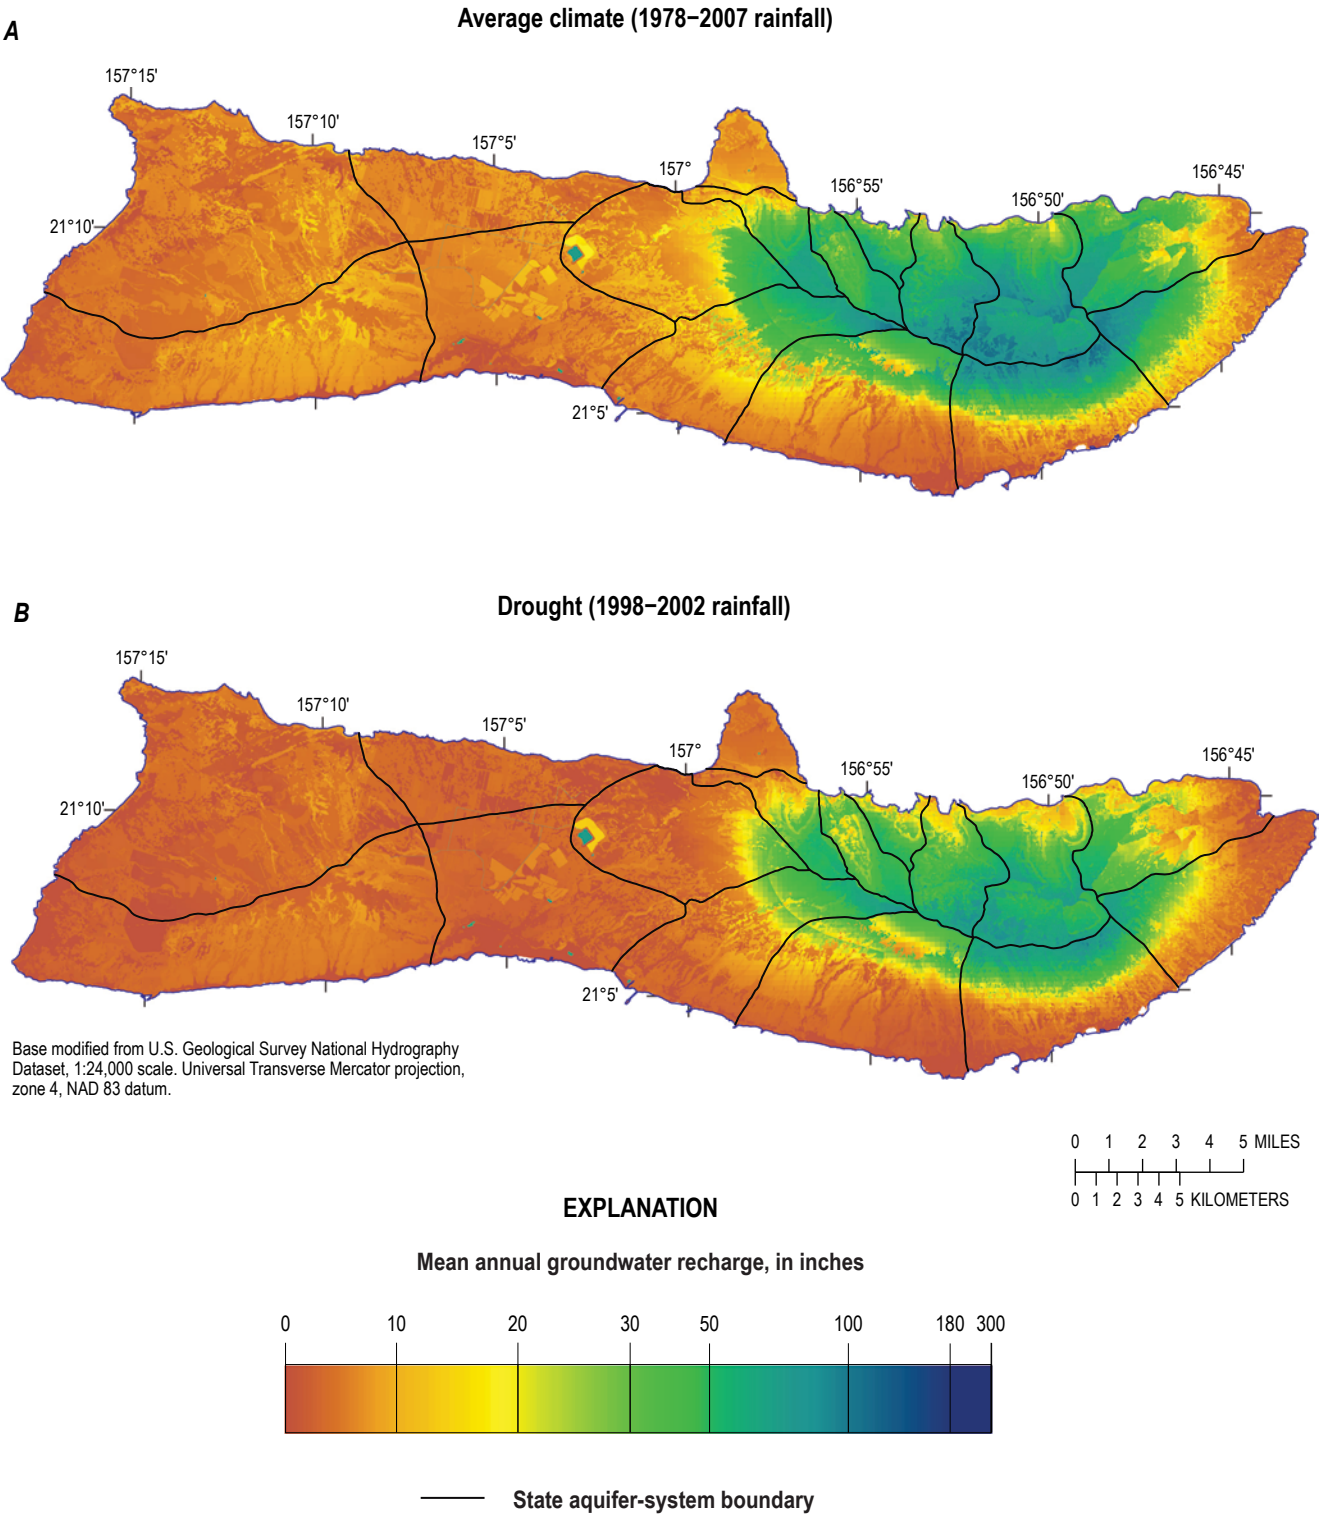 A
Average climate (1978–2007 rainfall)
157°15'
157°10'
157°5'
157°
156°55'
156°50'
156°45'
21°10'
21°5'
B
Drought (1998–2002 rainfall)
157°15'
157°10'
157°5'
157°
156°55'
156°50'
156°45'
21°10'
21°5'
Base modified from U.S. Geological Survey National Hydrography
Dataset, 1:24,000 scale. Universal Transverse Mercator projection,
zone 4, NAD 83 datum.
0 1 2 3 4 5 MILES
0 1 2 3 4 5 KILOMETERS
EXPLANATION
Mean annual groundwater recharge, in inches
0 10 20 30 50 100 180 300
State aquifer-system boundary